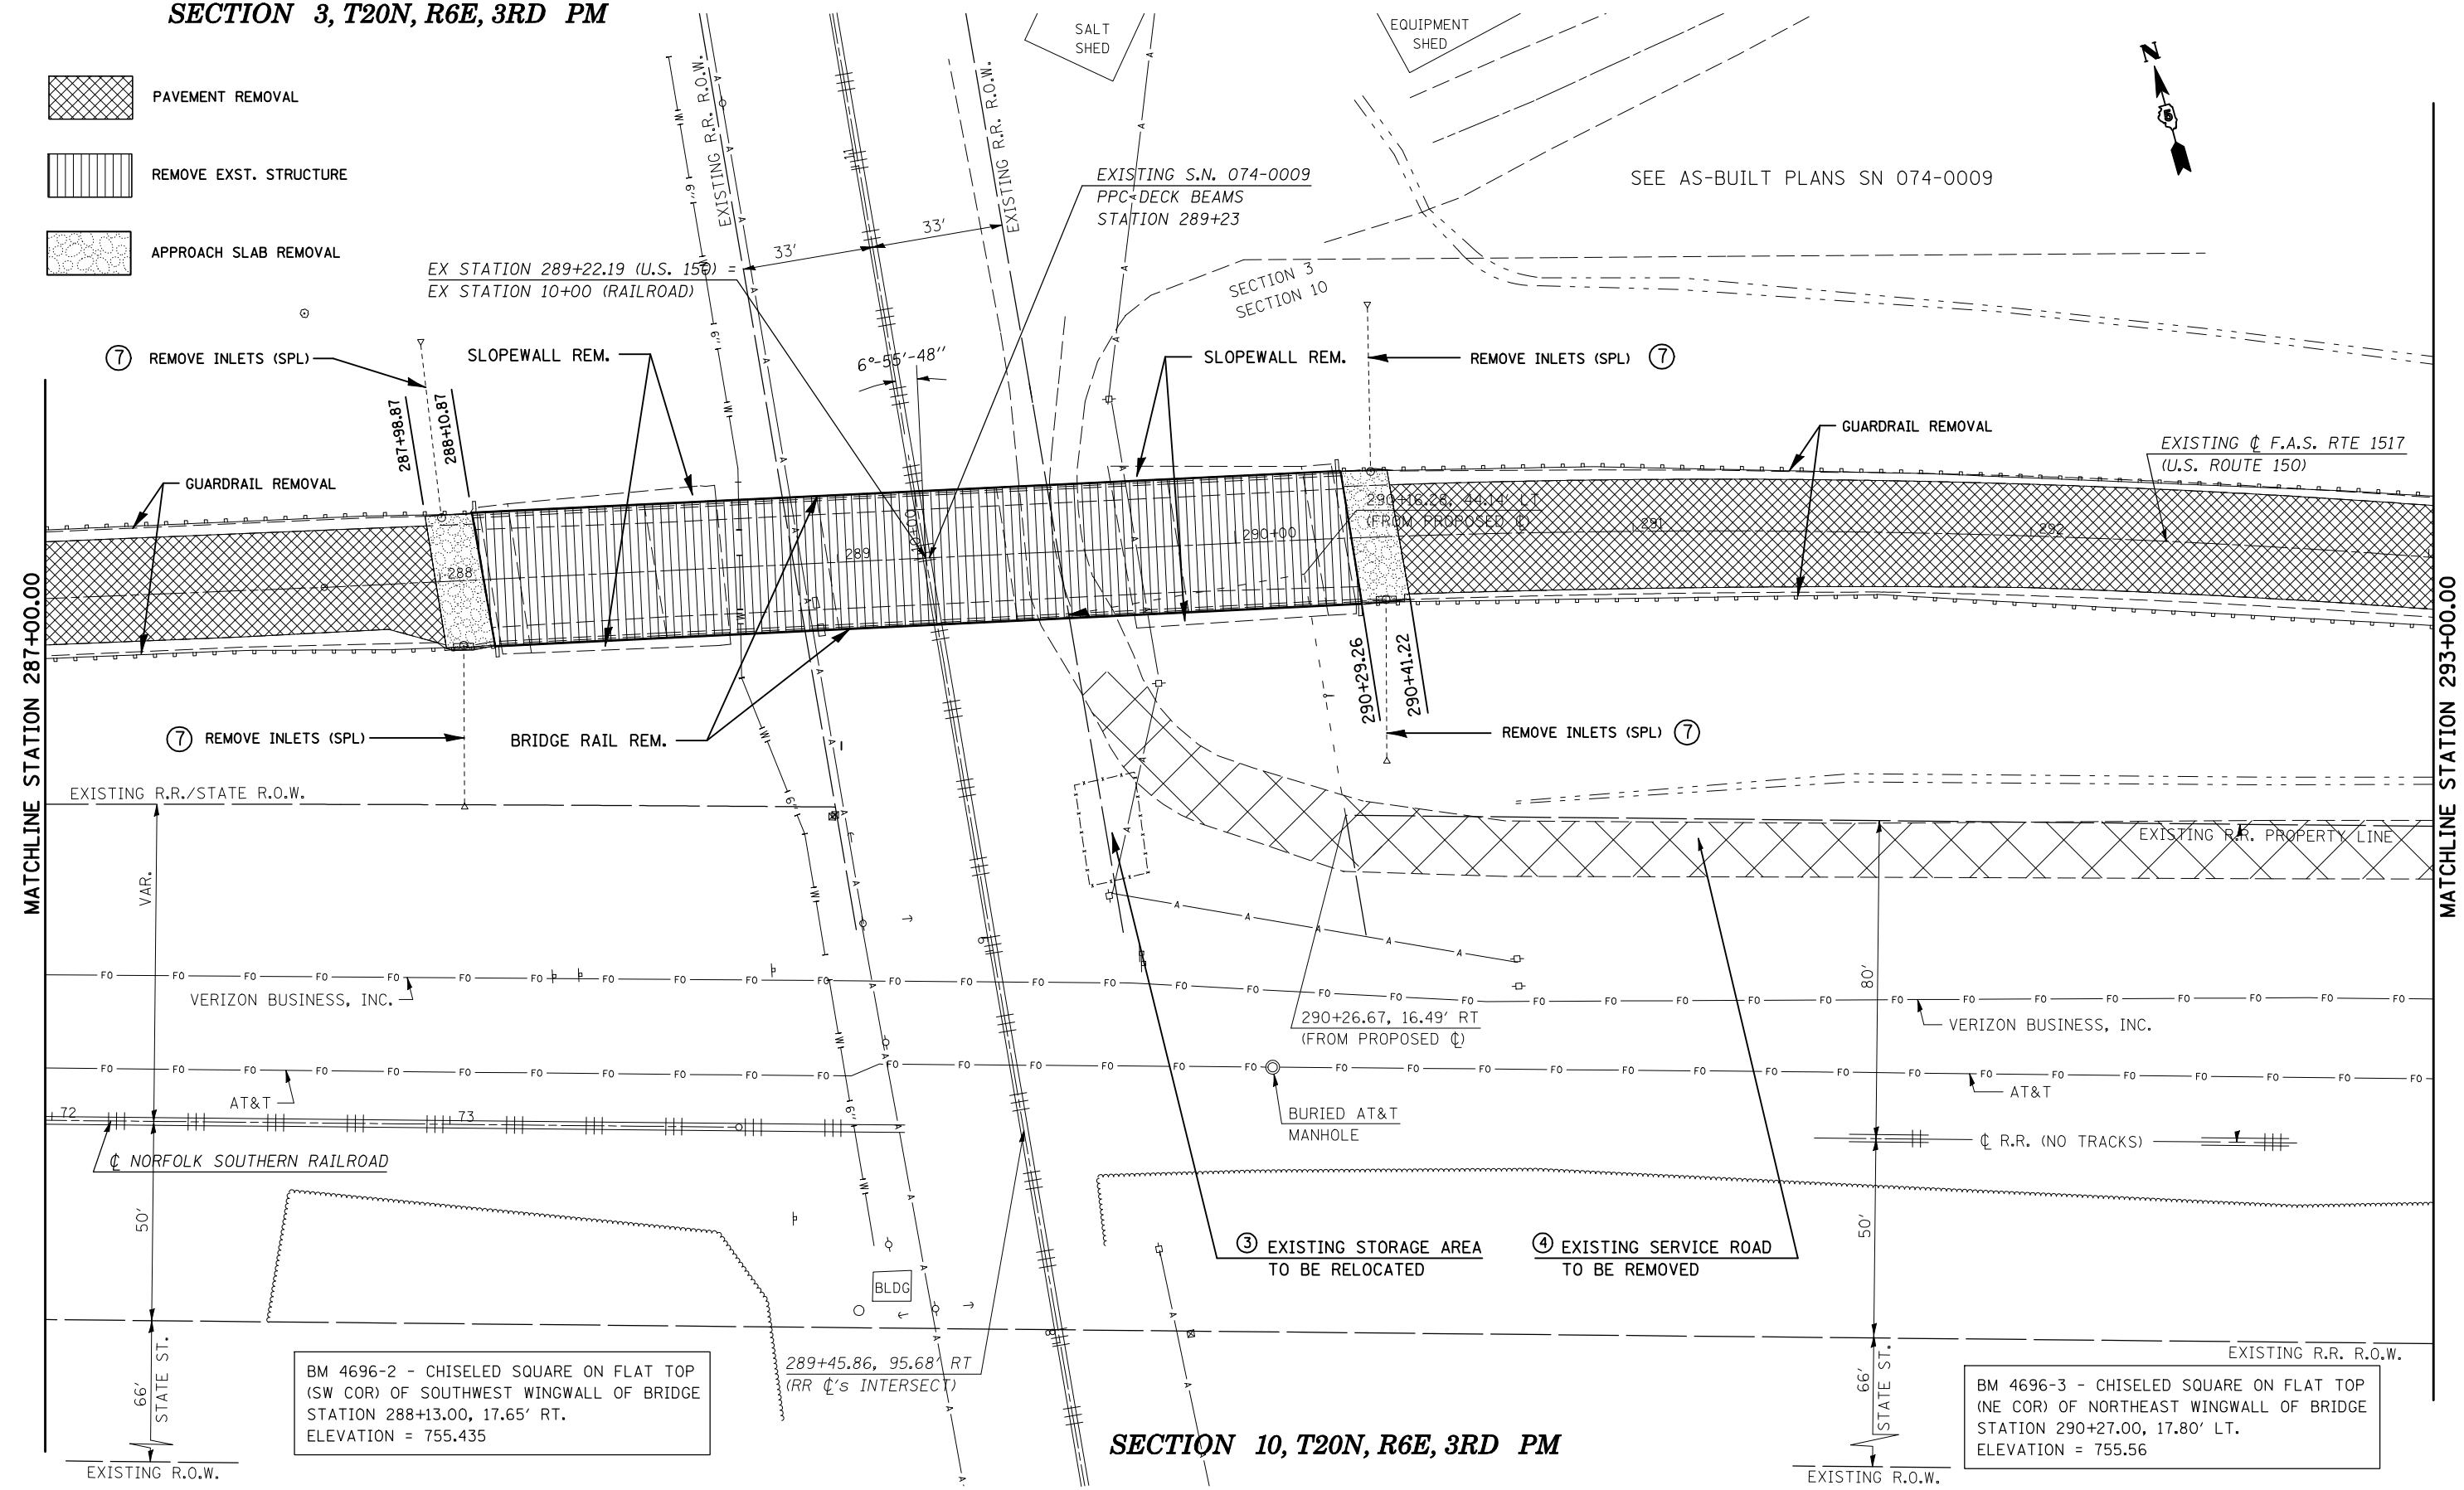 SECTION 3, T20N, R6E, 3RD PM
PAVEMENT REMOVAL
REMOVE EXST. STRUCTURE
APPROACH SLAB REMOVAL
SALT
SHED
EQUIPMENT
SHED
N
5
EXISTING R.R. R.O.W.
EXISTING R.R. R.O.W.
33'
33'
EXISTING S.N. 074-0009
PPC DECK BEAMS
STATION 289+23
SEE AS-BUILT PLANS SN 074-0009
EX STATION 289+22.19 (U.S. 150) =
EX STATION 10+00 (RAILROAD)
SECTION 3
SECTION 10
7 REMOVE INLETS (SPL)
SLOPEWALL REM.
6°-55'-48"
SLOPEWALL REM.
REMOVE INLETS (SPL) 7
287+98.87
288+10.87
GUARDRAIL REMOVAL
GUARDRAIL REMOVAL
EXISTING ℄ F.A.S. RTE 1517
(U.S. ROUTE 150)
290+16.28, 44.14' LT
(FROM PROPOSED ℄)
288
289
10+00
290+00
291
292
MATCHLINE STATION 287+00.00
MATCHLINE STATION 293+00.00
290+29.26
290+41.22
7 REMOVE INLETS (SPL)
BRIDGE RAIL REM.
REMOVE INLETS (SPL) 7
EXISTING R.R./STATE R.O.W.
EXISTING R.R. PROPERTY LINE
VAR.
80'
VERIZON BUSINESS, INC.
290+26.67, 16.49' RT
(FROM PROPOSED ℄)
VERIZON BUSINESS, INC.
AT&T
AT&T
BURIED AT&T
MANHOLE
72
73
℄ NORFOLK SOUTHERN RAILROAD
℄ R.R. (NO TRACKS)
50'
50'
3 EXISTING STORAGE AREA
TO BE RELOCATED
4 EXISTING SERVICE ROAD
TO BE REMOVED
BLDG
289+45.86, 95.68' RT
(RR ℄'s INTERSECT)
EXISTING R.R. R.O.W.
66'
STATE ST.
66'
STATE ST.
BM 4696-2 - CHISELED SQUARE ON FLAT TOP
(SW COR) OF SOUTHWEST WINGWALL OF BRIDGE
STATION 288+13.00, 17.65' RT.
ELEVATION = 755.435
BM 4696-3 - CHISELED SQUARE ON FLAT TOP
(NE COR) OF NORTHEAST WINGWALL OF BRIDGE
STATION 290+27.00, 17.80' LT.
ELEVATION = 755.56
SECTION 10, T20N, R6E, 3RD PM
EXISTING R.O.W.
EXISTING R.O.W.